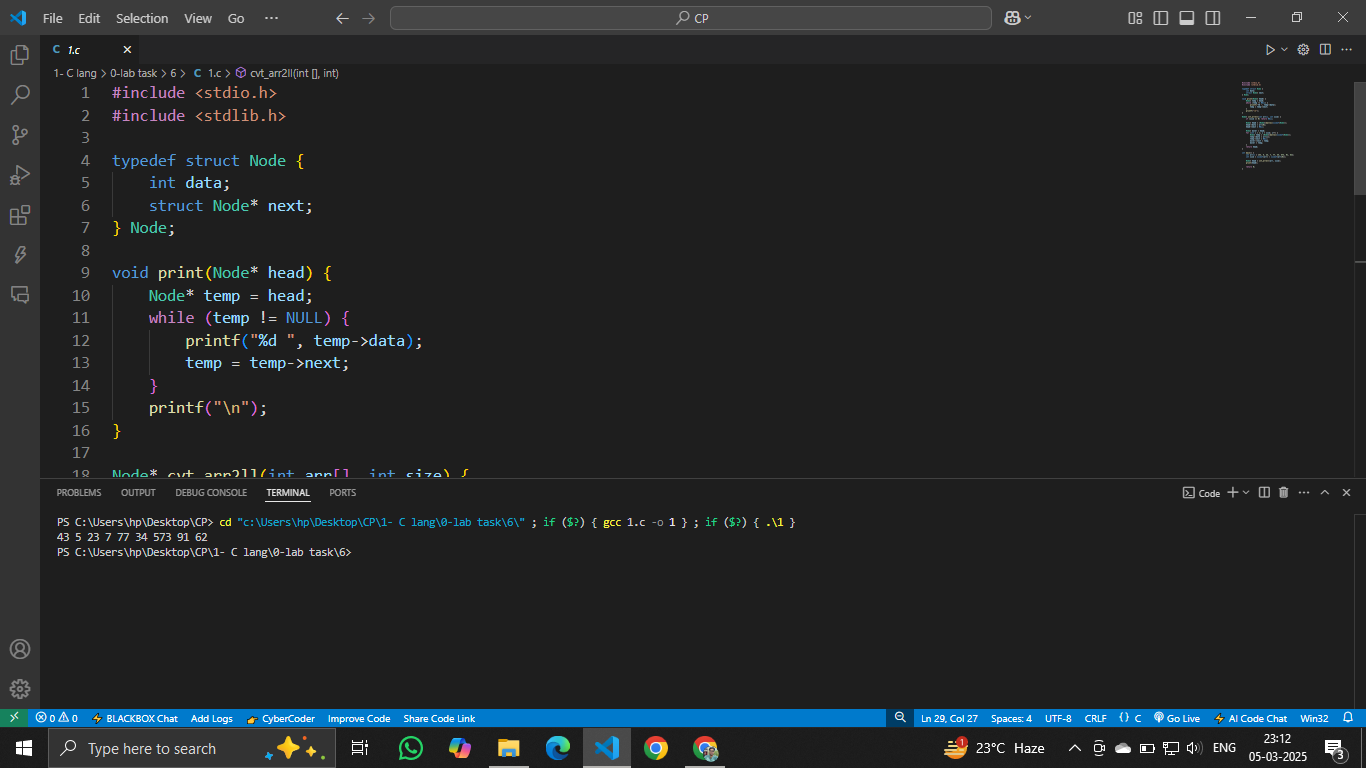 File Edit Selection View Go ···
CP
C 1.c ×
1- C lang > 0-lab task > 6 > C 1.c > cvt_arr2ll(int [], int)
1 #include <stdio.h>
2 #include <stdlib.h>
3
4 typedef struct Node {
5 int data;
6 struct Node* next;
7 } Node;
8
9 void print(Node* head) {
10 Node* temp = head;
11 while (temp != NULL) {
12 printf("%d ", temp->data);
13 temp = temp->next;
14 }
15 printf("\n");
16 }
17
18 Node* cvt_arr2ll(int arr[], int size) {
PROBLEMS OUTPUT DEBUG CONSOLE TERMINAL PORTS
Code
PS C:\Users\hp\Desktop\CP> cd "c:\Users\hp\Desktop\CP\1- C lang\0-lab task\6\" ; if ($?) { gcc 1.c -o 1 } ; if ($?) { .\1 }
43 5 23 7 77 34 573 91 62
PS C:\Users\hp\Desktop\CP\1- C lang\0-lab task\6>
0 0 BLACKBOX Chat Add Logs CyberCoder Improve Code Share Code Link
Ln 29, Col 27 Spaces: 4 UTF-8 CRLF {} C Go Live AI Code Chat Win32
Type here to search
1 23°C Haze
ENG
23:12
05-03-2025
3